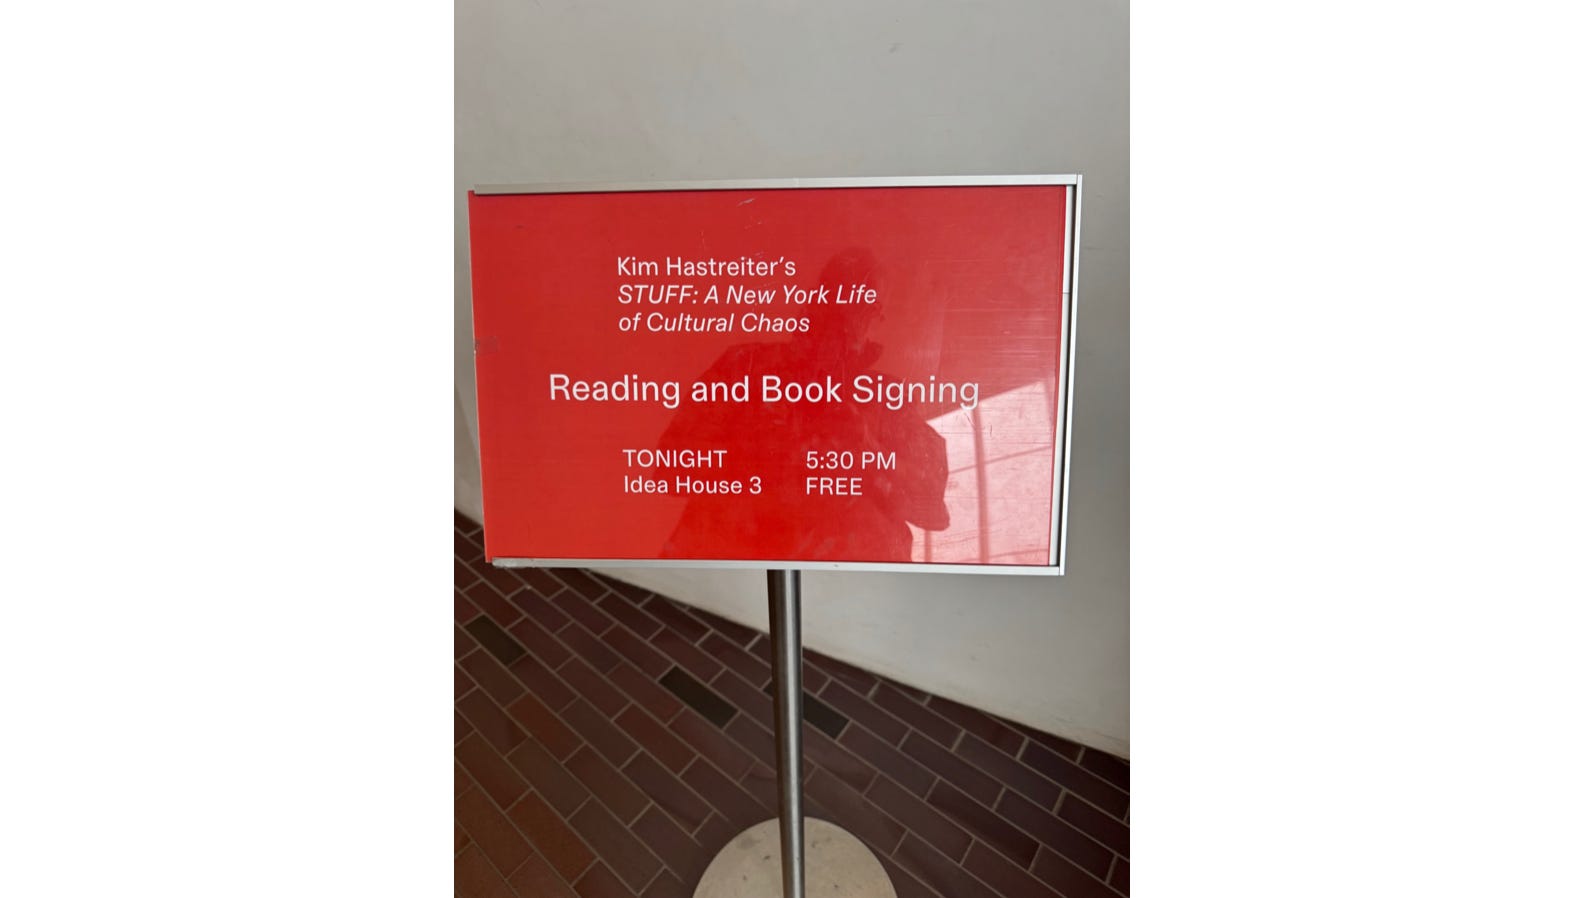 Kim Hastreiter’s
STUFF: A New York Life
of Cultural Chaos
Reading and Book Signing
TONIGHT 5:30 PM
Idea House 3 FREE